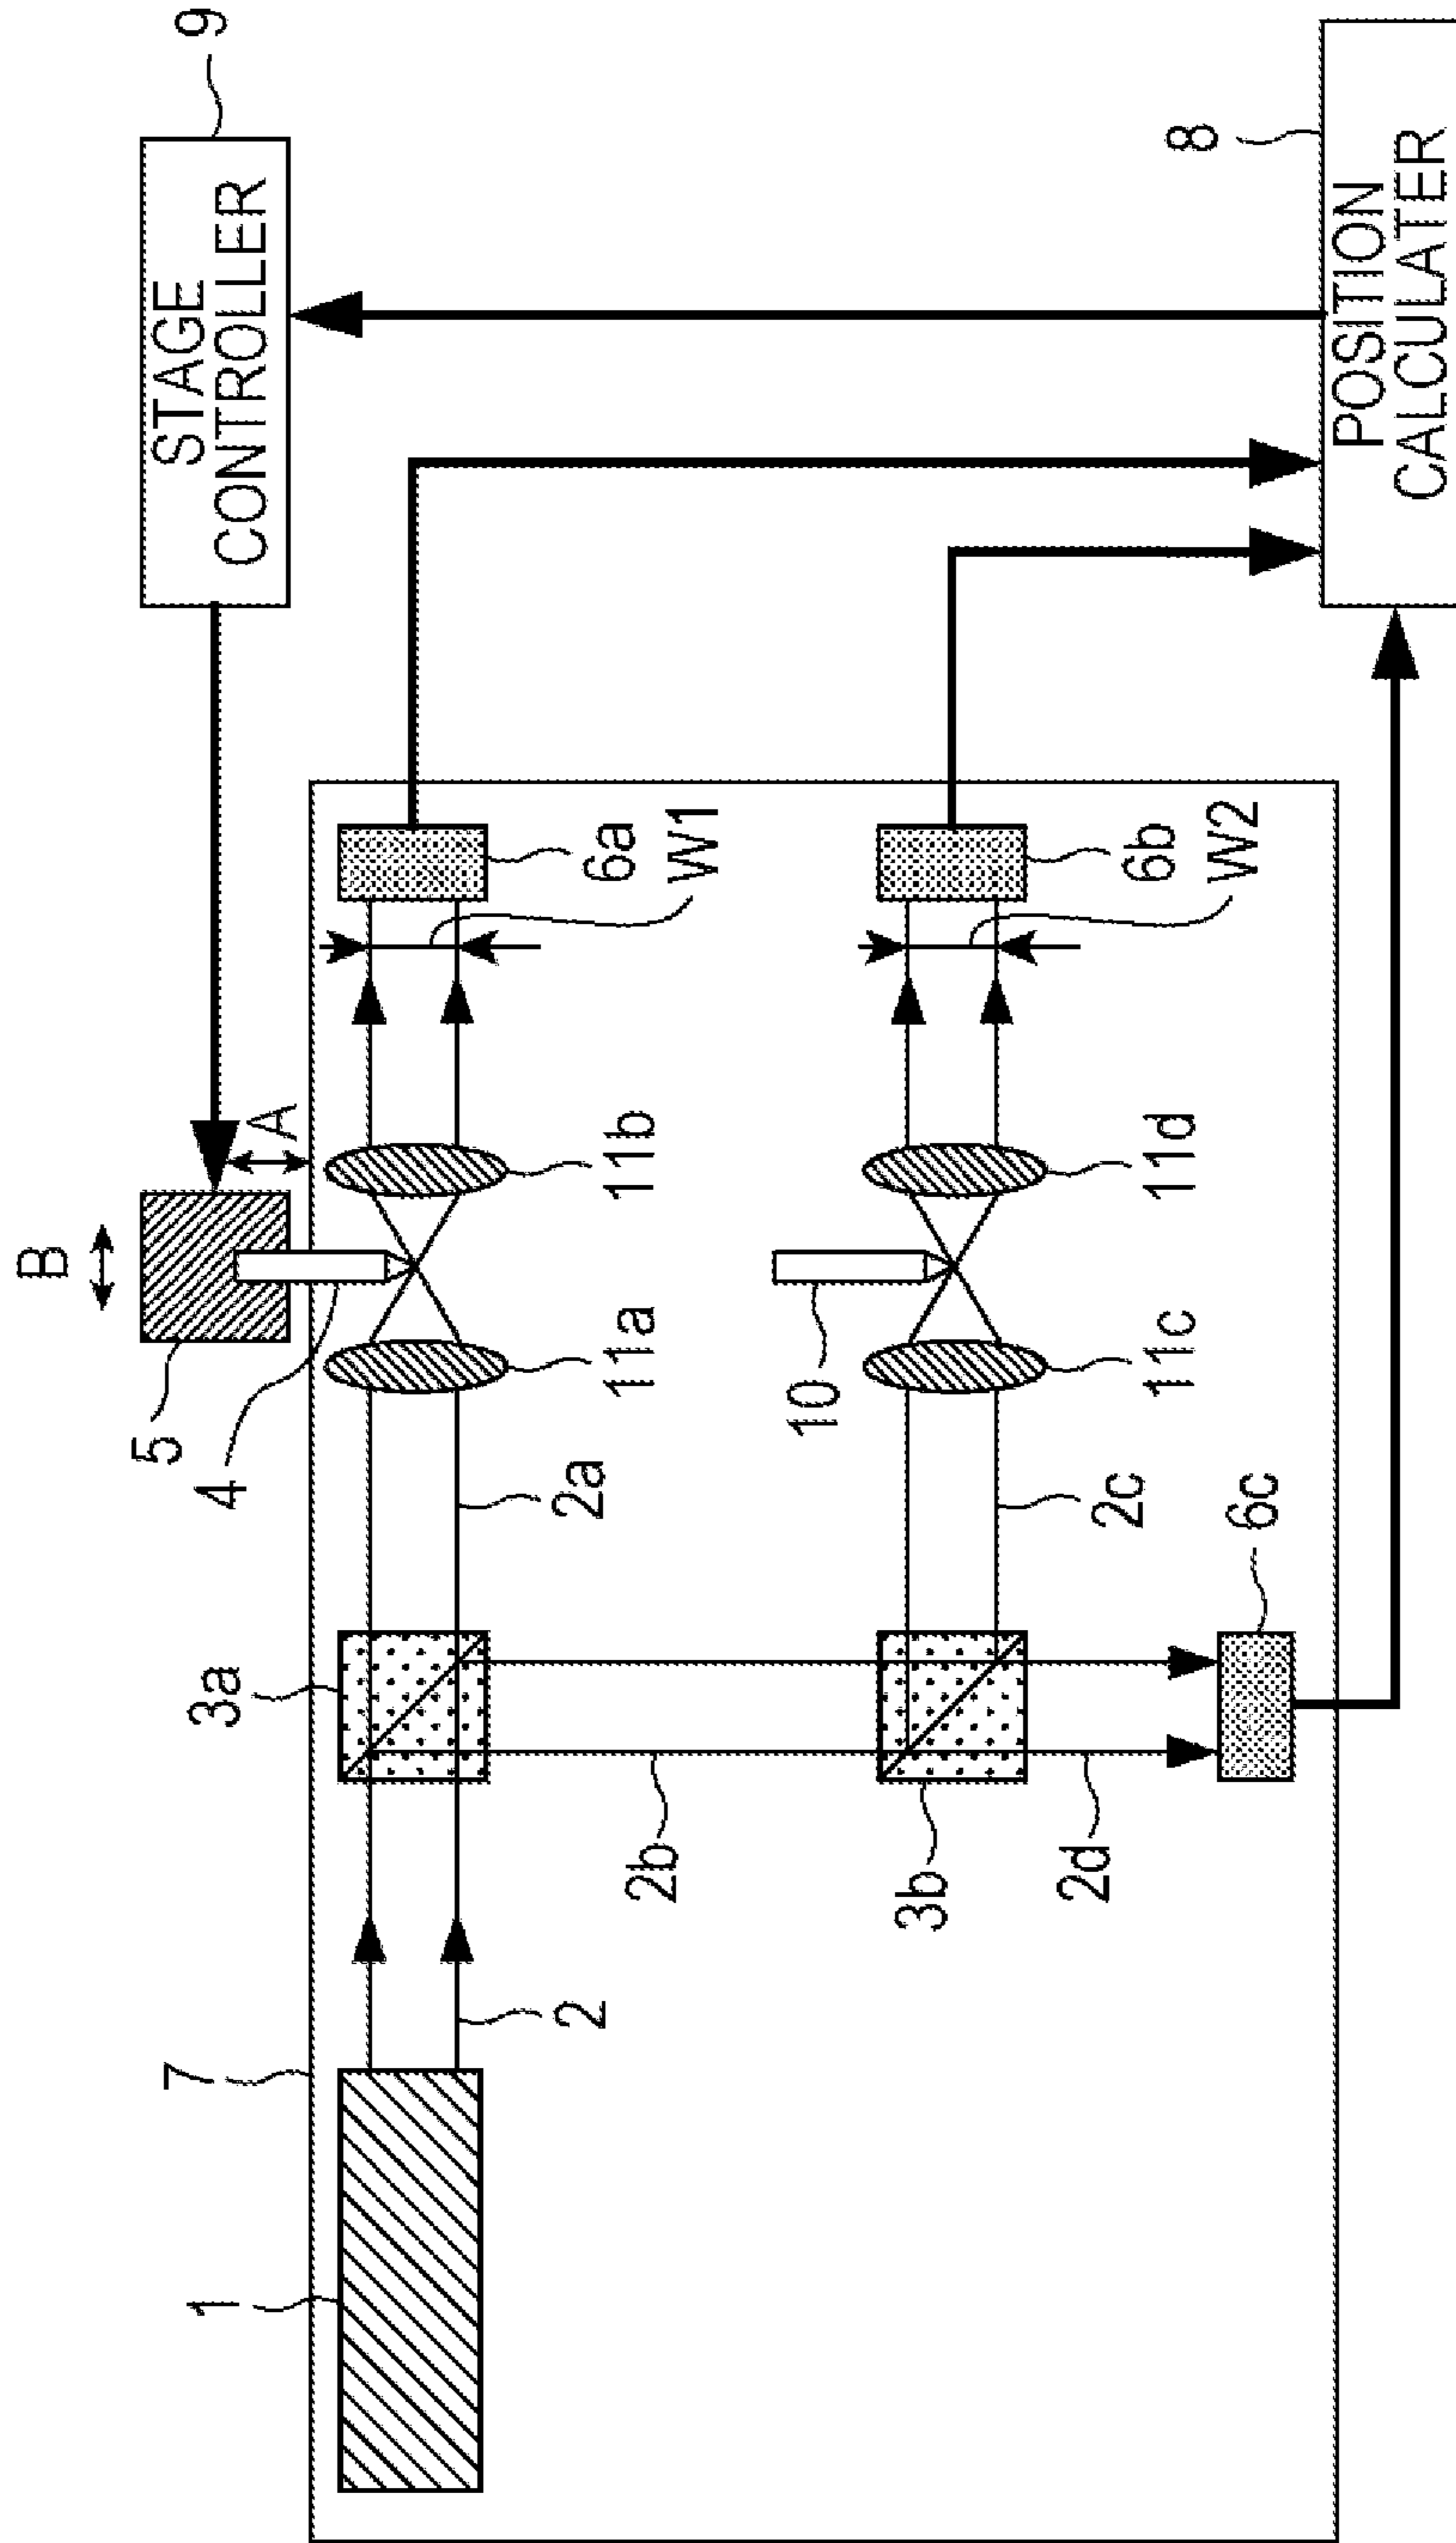 9
STAGE
CONTROLLER
8
POSITION
CALCULATER
B
A
5
4
6a
W1
11b
11a
2a
3a
7
2
1
6b
W2
11d
10
11c
2c
6c
2b
3b
2d